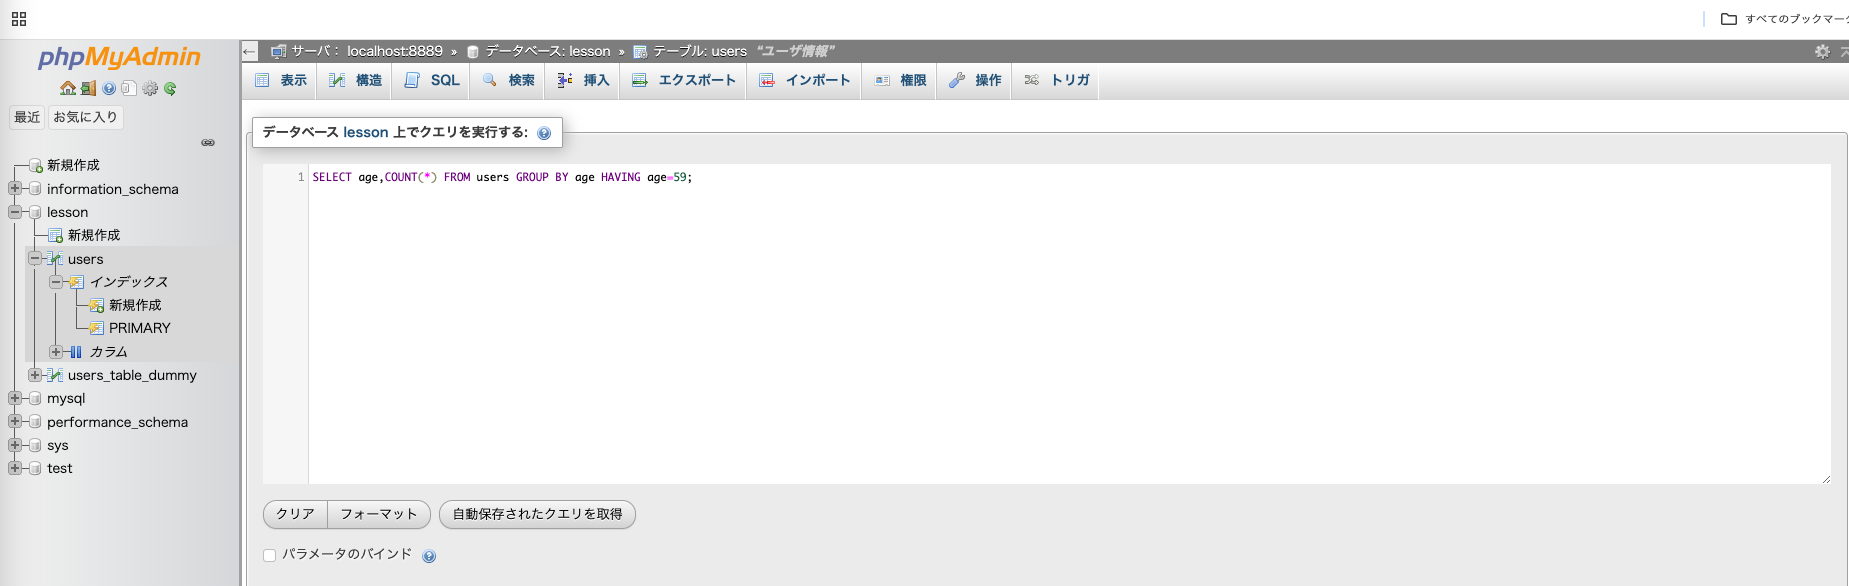 すべてのブックマーク
phpMyAdmin
最近 お気に入り
新規作成
information_schema
lesson
新規作成
users
インデックス
新規作成
PRIMARY
カラム
users_table_dummy
mysql
performance_schema
sys
test
サーバ： localhost:8889 » データベース: lesson » テーブル: users “ユーザ情報”
表示 構造 SQL 検索 挿入 エクスポート インポート 権限 操作 トリガ
データベース lesson 上でクエリを実行する:
1 SELECT age,COUNT(*) FROM users GROUP BY age HAVING age=59;
クリア フォーマット 自動保存されたクエリを取得
パラメータのバインド